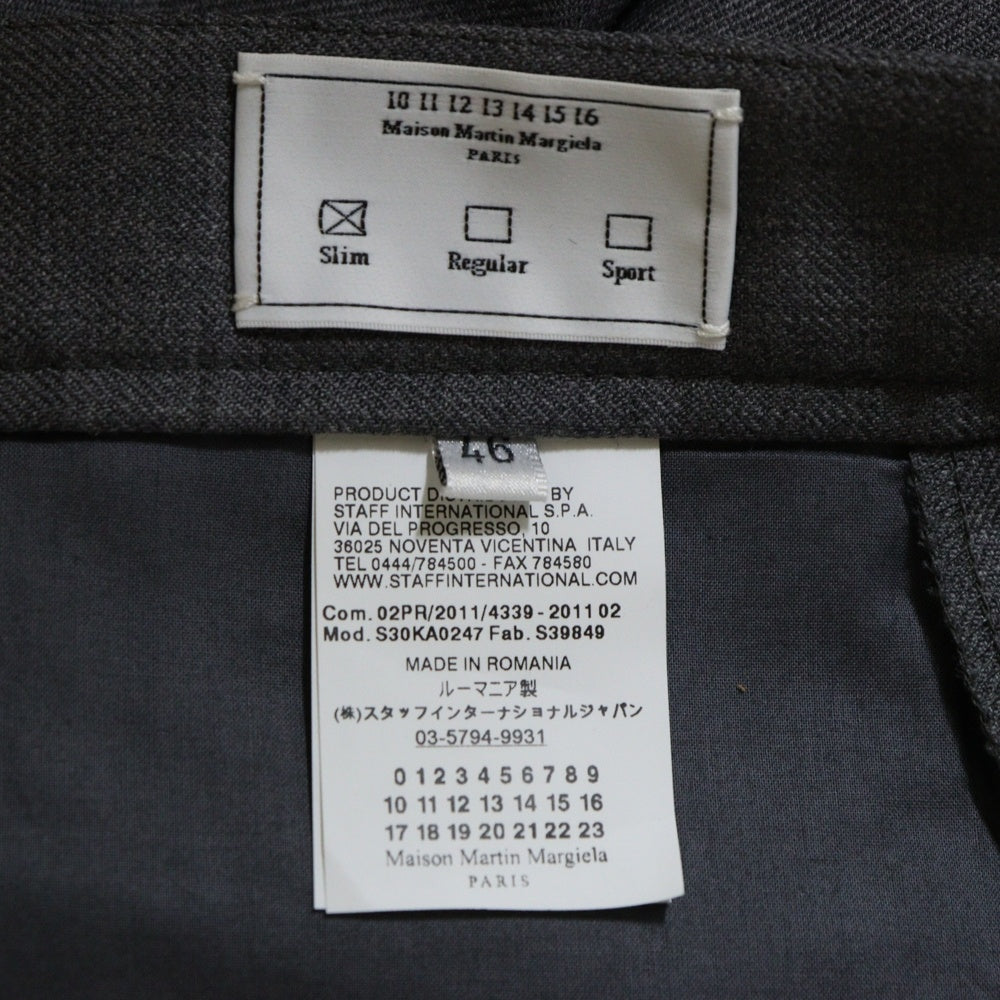 10 11 12 13 14 15 16
Maison Martin Margiela
PARIS
Slim
Regular
Sport
46
PRODUCT BY
STAFF INTERNATIONAL S.P.A.
VIA DEL PROGRESSO, 10
36025 NOVENTA VICENTINA ITALY
TEL 0444/784500 - FAX 784580
WWW.STAFFINTERNATIONAL.COM
Com. 02PR/2011/4339 - 2011 02
Mod. S30KA0247 Fab. S39849
MADE IN ROMANIA
ルーマニア製
(株)スタッフインターナショナルジャパン
03-5794-9931
0 1 2 3 4 5 6 7 8 9
10 11 12 13 14 15 16
17 18 19 20 21 22 23
Maison Martin Margiela
PARIS